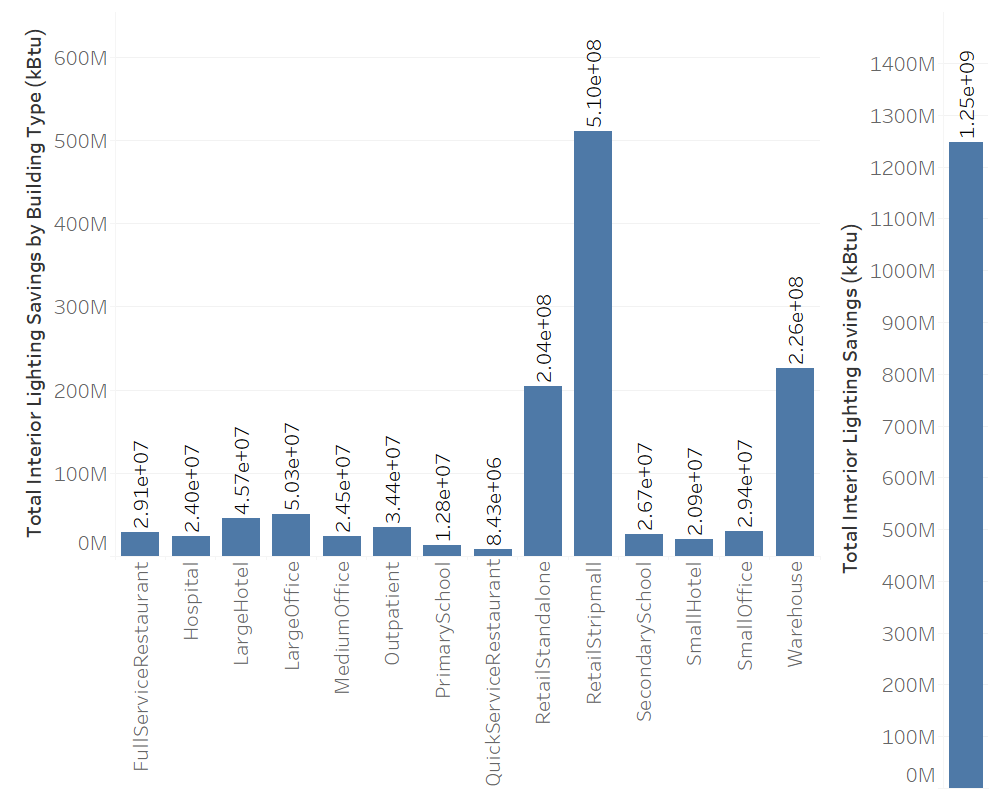 Total Interior Lighting Savings by Building Type (kBtu)
600M
500M
400M
300M
200M
100M
0M
2.91e+07
2.40e+07
4.57e+07
5.03e+07
2.45e+07
3.44e+07
1.28e+07
8.43e+06
2.04e+08
5.10e+08
2.67e+07
2.09e+07
2.94e+07
2.26e+08
FullServiceRestaurant
Hospital
LargeHotel
LargeOffice
MediumOffice
Outpatient
PrimarySchool
QuickServiceRestaurant
RetailStandalone
RetailStripmall
SecondarySchool
SmallHotel
SmallOffice
Warehouse
Total Interior Lighting Savings (kBtu)
1400M
1300M
1200M
1100M
1000M
900M
800M
700M
600M
500M
400M
300M
200M
100M
0M
1.25e+09